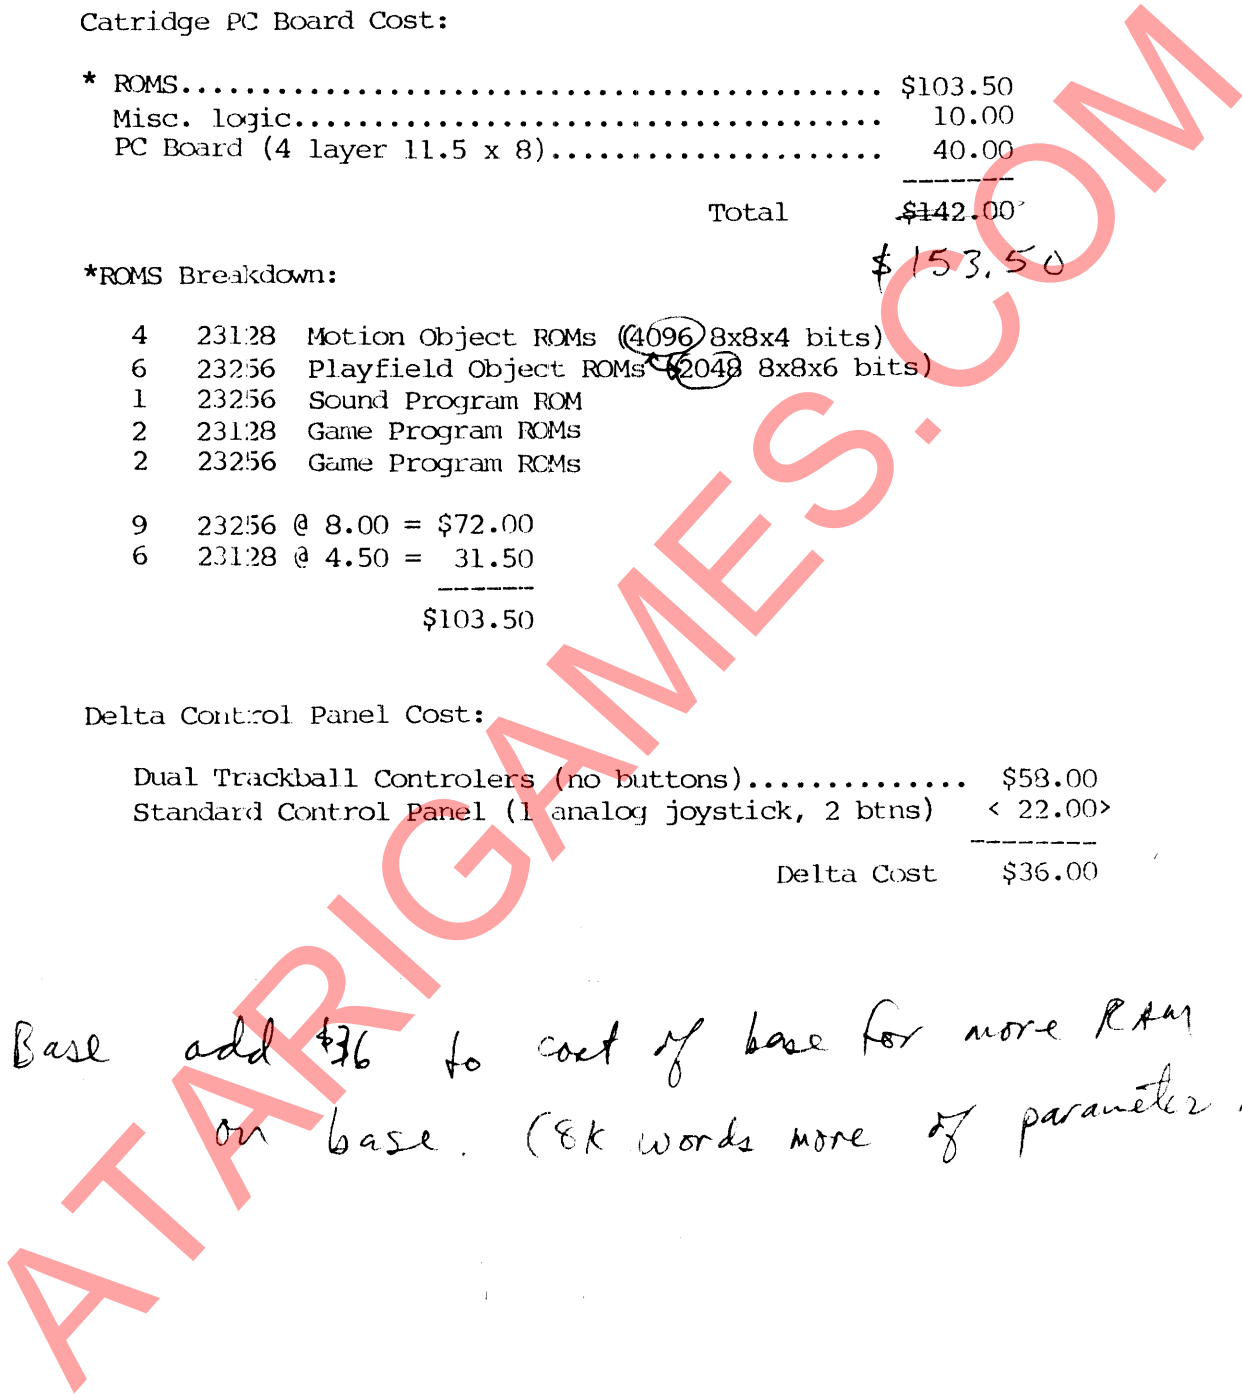 Catridge PC Board Cost:
* ROMS............................................ $103.50
Misc. logic..................................... 10.00
PC Board (4 layer 11.5 x 8)..................... 40.00
--------
Total $142.00
$153.50
*ROMS Breakdown:
4 23128 Motion Object ROMs (4096 8x8x4 bits)
6 23256 Playfield Object ROMs (2048 8x8x6 bits)
1 23256 Sound Program ROM
2 23128 Game Program ROMs
2 23256 Game Program ROMs
9 23256 @ 8.00 = $72.00
6 23128 @ 4.50 = 31.50
-------
$103.50
Delta Control Panel Cost:
Dual Trackball Controlers (no buttons).............. $58.00
Standard Control Panel (1 analog joystick, 2 btns) < 22.00>
---------
Delta Cost $36.00
Base add $36 to cost of base for more RAM
on base. (8K words more of parameter.
ATARIGAMES.COM